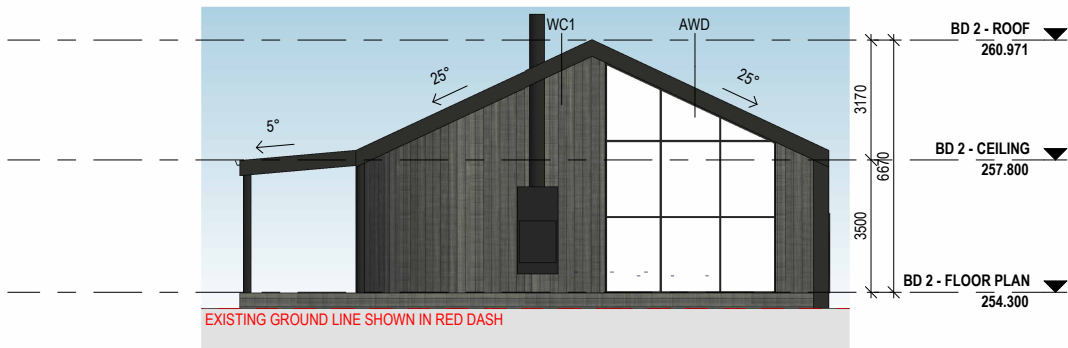 WC1
AWD
BD 2 - ROOF
260.971
25°
25°
3170
5°
BD 2 - CEILING
257.800
6670
3500
BD 2 - FLOOR PLAN
254.300
EXISTING GROUND LINE SHOWN IN RED DASH